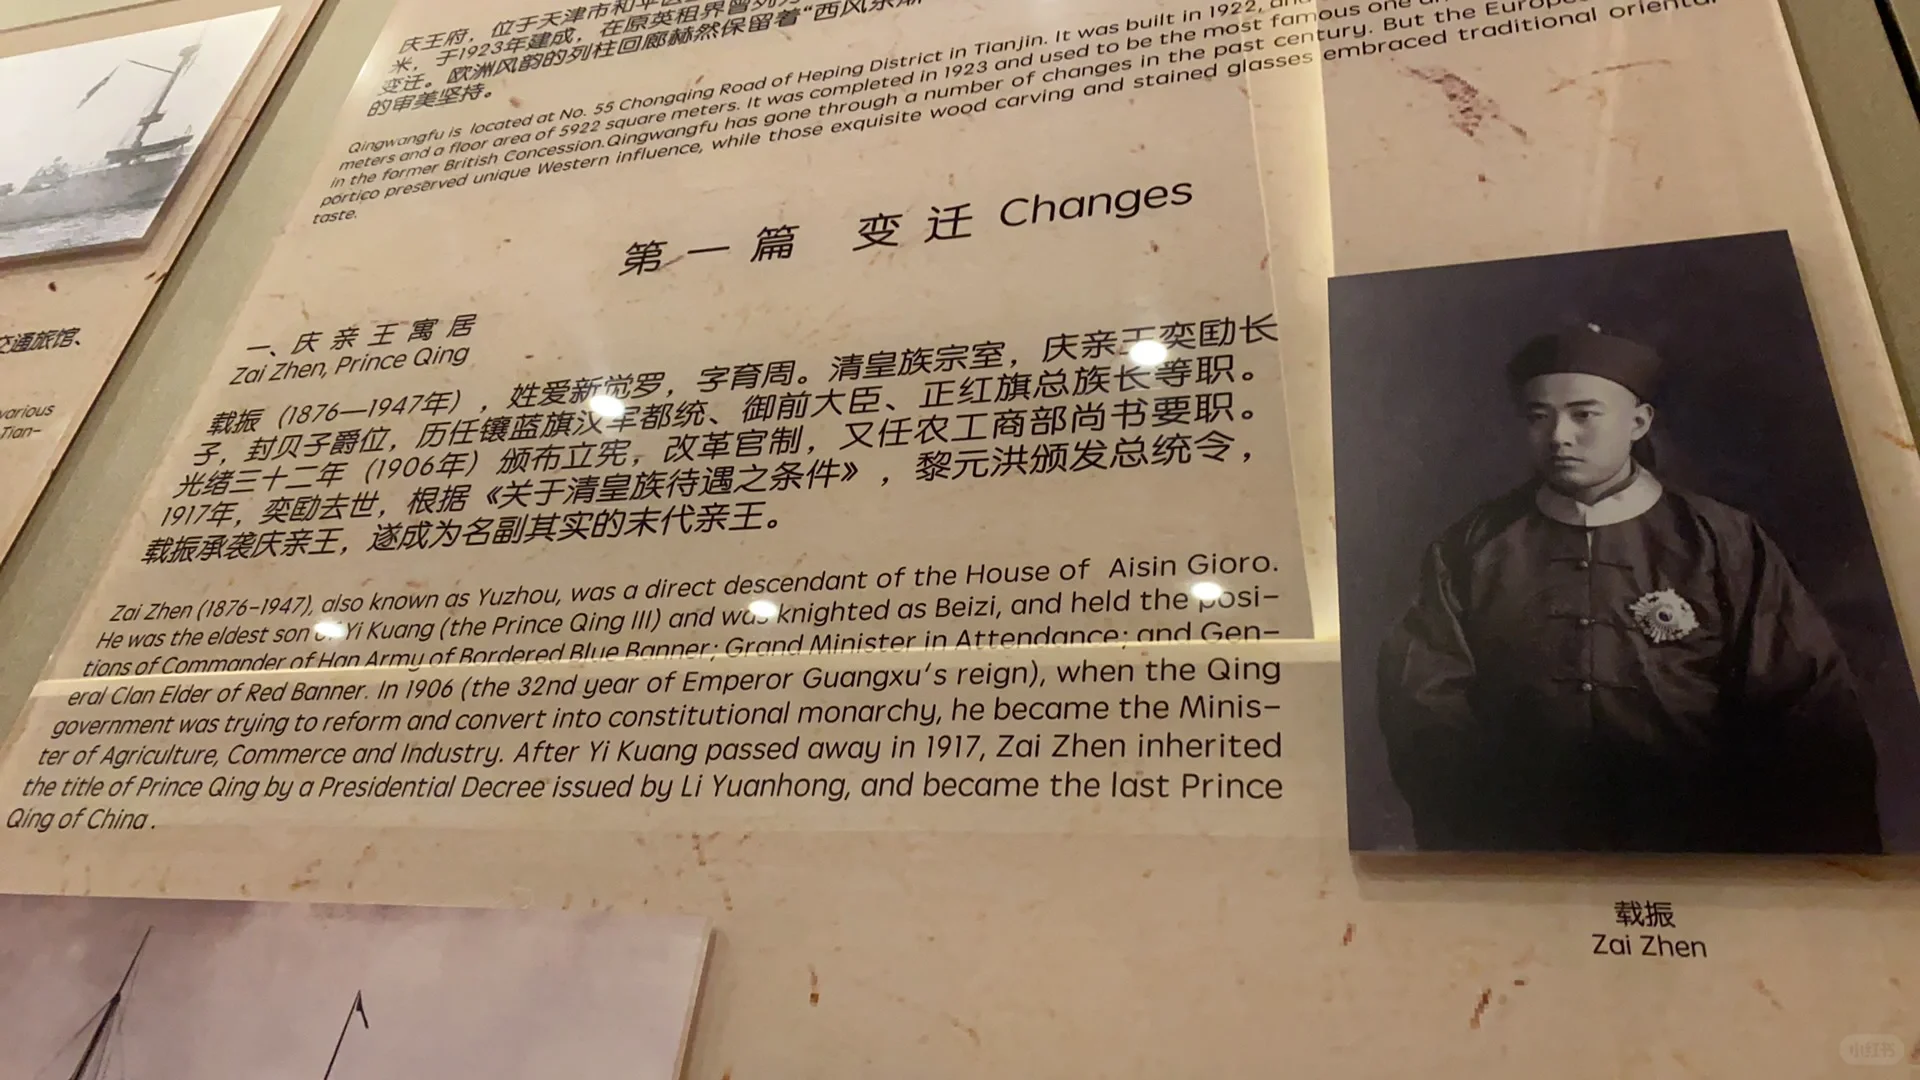 庆王府，位于天津市和平区
米，于1923年建成，在原英租界曾列为
变迁。欧洲风韵的列柱回廊赫然保留着“西风东渐
的审美坚持。
Qingwangfu is located at No. 55 Chongqing Road of Heping District in Tianjin. It was built in 1922, and
meters and a floor area of 5922 square meters. It was completed in 1923 and used to be the most famous one
in the former British Concession.Qingwangfu has gone through a number of changes in the past century. But the Europe
portico preserved unique Western influence, while those exquisite wood carving and stained glasses embraced traditional oriental
taste.
第一篇 变迁 Changes
一、庆亲王寓居
Zai Zhen, Prince Qing
载振（1876—1947年），姓爱新觉罗，字育周。清皇族宗室，庆亲王奕劻长
子，封贝子爵位，历任镶蓝旗汉军都统、御前大臣、正红旗总族长等职。
光绪三十二年（1906年）颁布立宪，改革官制，又任农工商部尚书要职。
1917年，奕劻去世，根据《关于清皇族待遇之条件》，黎元洪颁发总统令，
载振承袭庆亲王，遂成为名副其实的末代亲王。
Zai Zhen (1876-1947), also known as Yuzhou, was a direct descendant of the House of Aisin Gioro.
He was the eldest son of Yi Kuang (the Prince Qing III) and was knighted as Beizi, and held the posi-
tions of Commander of Han Army of Bordered Blue Banner; Grand Minister in Attendance; and Gen-
eral Clan Elder of Red Banner. In 1906 (the 32nd year of Emperor Guangxu's reign), when the Qing
government was trying to reform and convert into constitutional monarchy, he became the Minis-
ter of Agriculture, Commerce and Industry. After Yi Kuang passed away in 1917, Zai Zhen inherited
the title of Prince Qing by a Presidential Decree issued by Li Yuanhong, and became the last Prince
Qing of China .
载振
Zai Zhen
交通旅馆、
various
Tian-
小红书